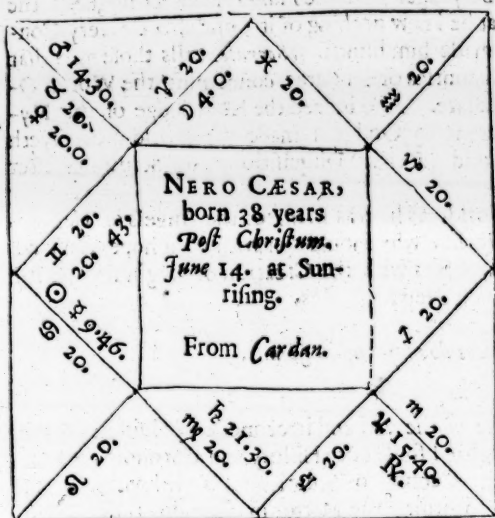 ♂ 14.30.
♉ 20.
♀ 20.0.
♈ 20.
☽ 4.0.
♓ 20.
♒ 20.
♑ 20.
NERO CÆSAR,
born 38 years
Poſt Chriſtum.
June 14. at Sun-
riſing.
From Cardan.
♊ 20.
☉ 20. 43.
☿ 9.46.
♋ 20.
♐ 20.
♌ 20.
♍ 20.
♄ 21.30.
♎ 20.
♏ 20.
♃ 15.40.
℞.